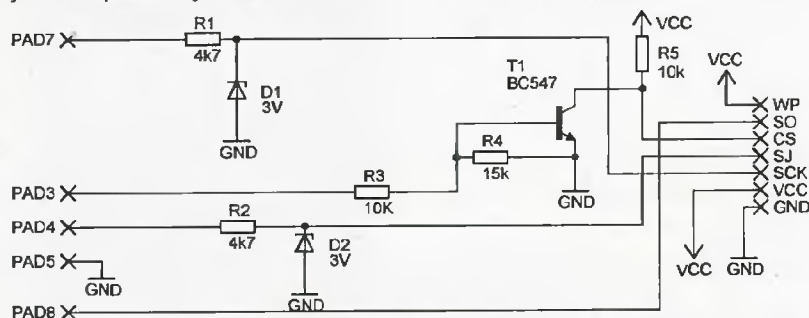 PAD7
R1
4k7
D1
3V
GND
T1
BC547
VCC
R5
10k
VCC
WP
SO
CS
SJ
SCK
VCC
GND
R4
15k
PAD3
R3
10K
GND
PAD4
R2
4k7
D2
3V
PAD5
GND
GND
VCC
GND
PAD8